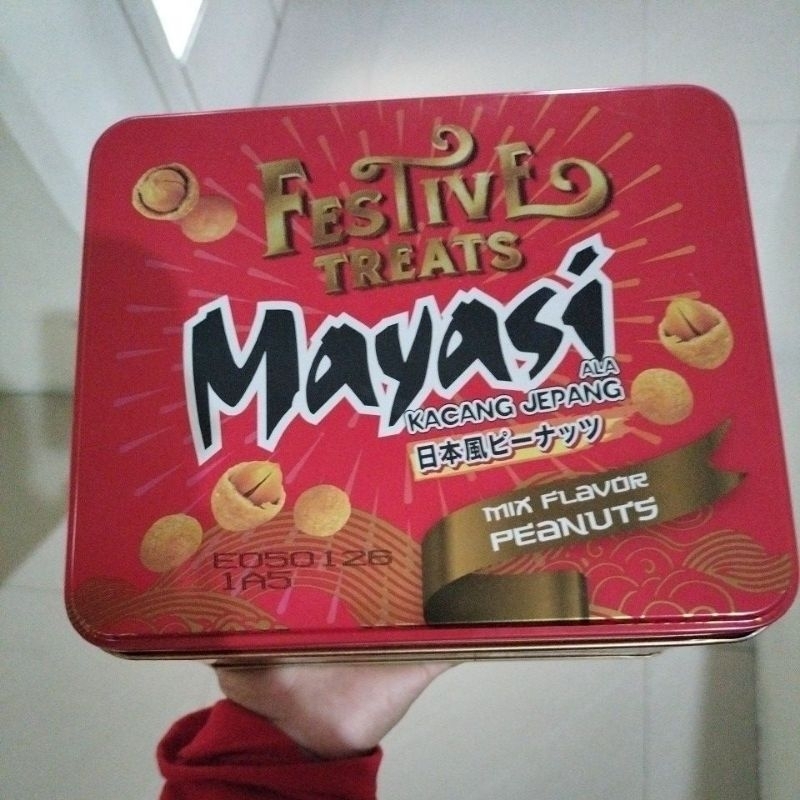 FESTIVE
TREATS
Mayasi
ALA
KACANG JEPANG
日本風ピーナッツ
MIX FLAVOR
PEANUTS
E050126
1A5